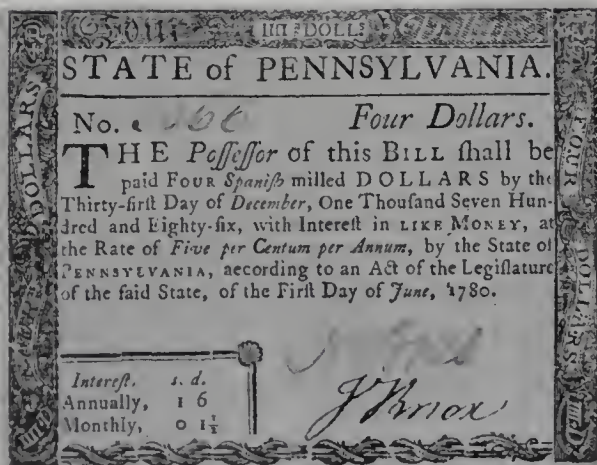 Four IIII DOLLS
STATE of PENNSYLVANIA.
No. Four Dollars.
THE Poſſeſſor of this BILL ſhall be
paid FOUR Spaniſh milled DOLLARS by the
Thirty-firſt Day of December, One Thouſand Seven Hun-
dred and Eighty-ſix, with Intereſt in LIKE MONEY, at
the Rate of Five per Centum per Annum, by the State of
PENNSYLVANIA, according to an Act of the Legiſlature
of the ſaid State, of the Firſt Day of June, 1780.
Intereſt. s. d.
Annually, 1 6
Monthly, 0 1½
J Knox
DOLLARS
FOUR DOLLARS
IIII D